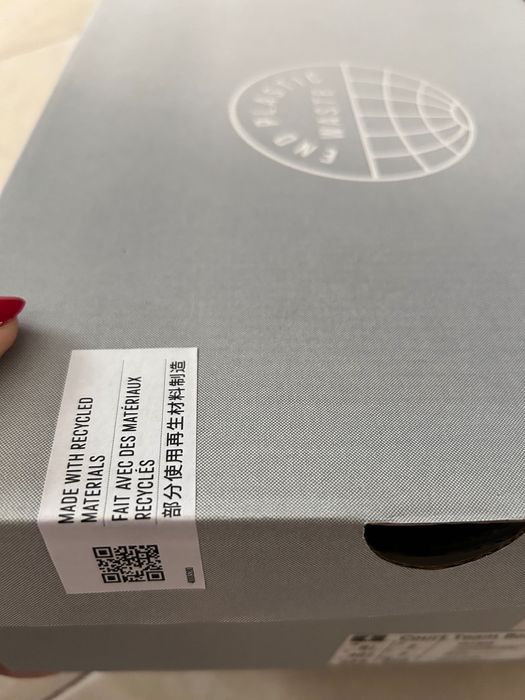 END PLASTIC WASTE
MADE WITH RECYCLED
MATERIALS
FAIT AVEC DES MATÉRIAUX
RECYCLÉS
部分使用再生材料制造
Court Team